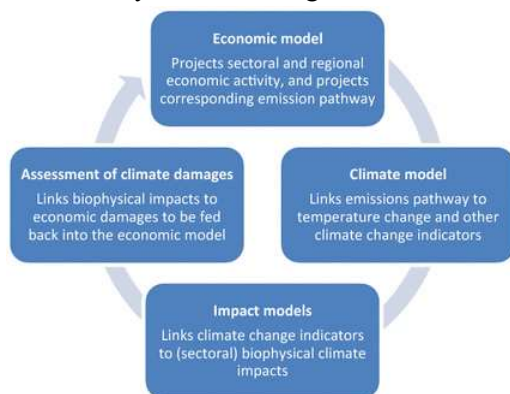 Economic model
Projects sectoral and regional
economic activity, and projects
corresponding emission pathway
Assessment of climate damages
Links biophysical impacts to
economic damages to be fed
back into the economic model
Climate model
Links emissions pathway to
temperature change and other
climate change indicators
Impact models
Links climate change indicators
to (sectoral) biophysical climate
impacts